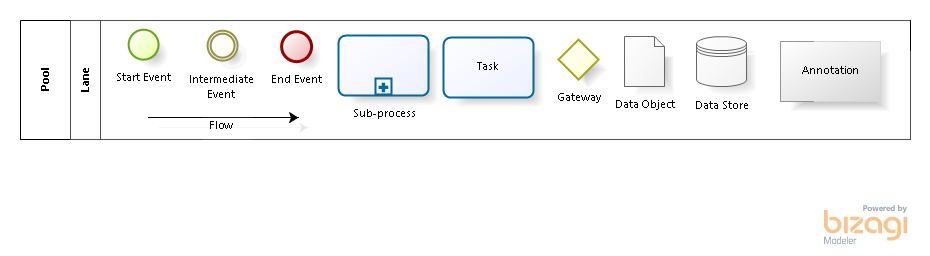 Pool
Lane
Start Event
Intermediate
Event
End Event
Flow
Sub-process
Task
Gateway
Data Object
Data Store
Annotation
Powered by
bizagi
Modeler